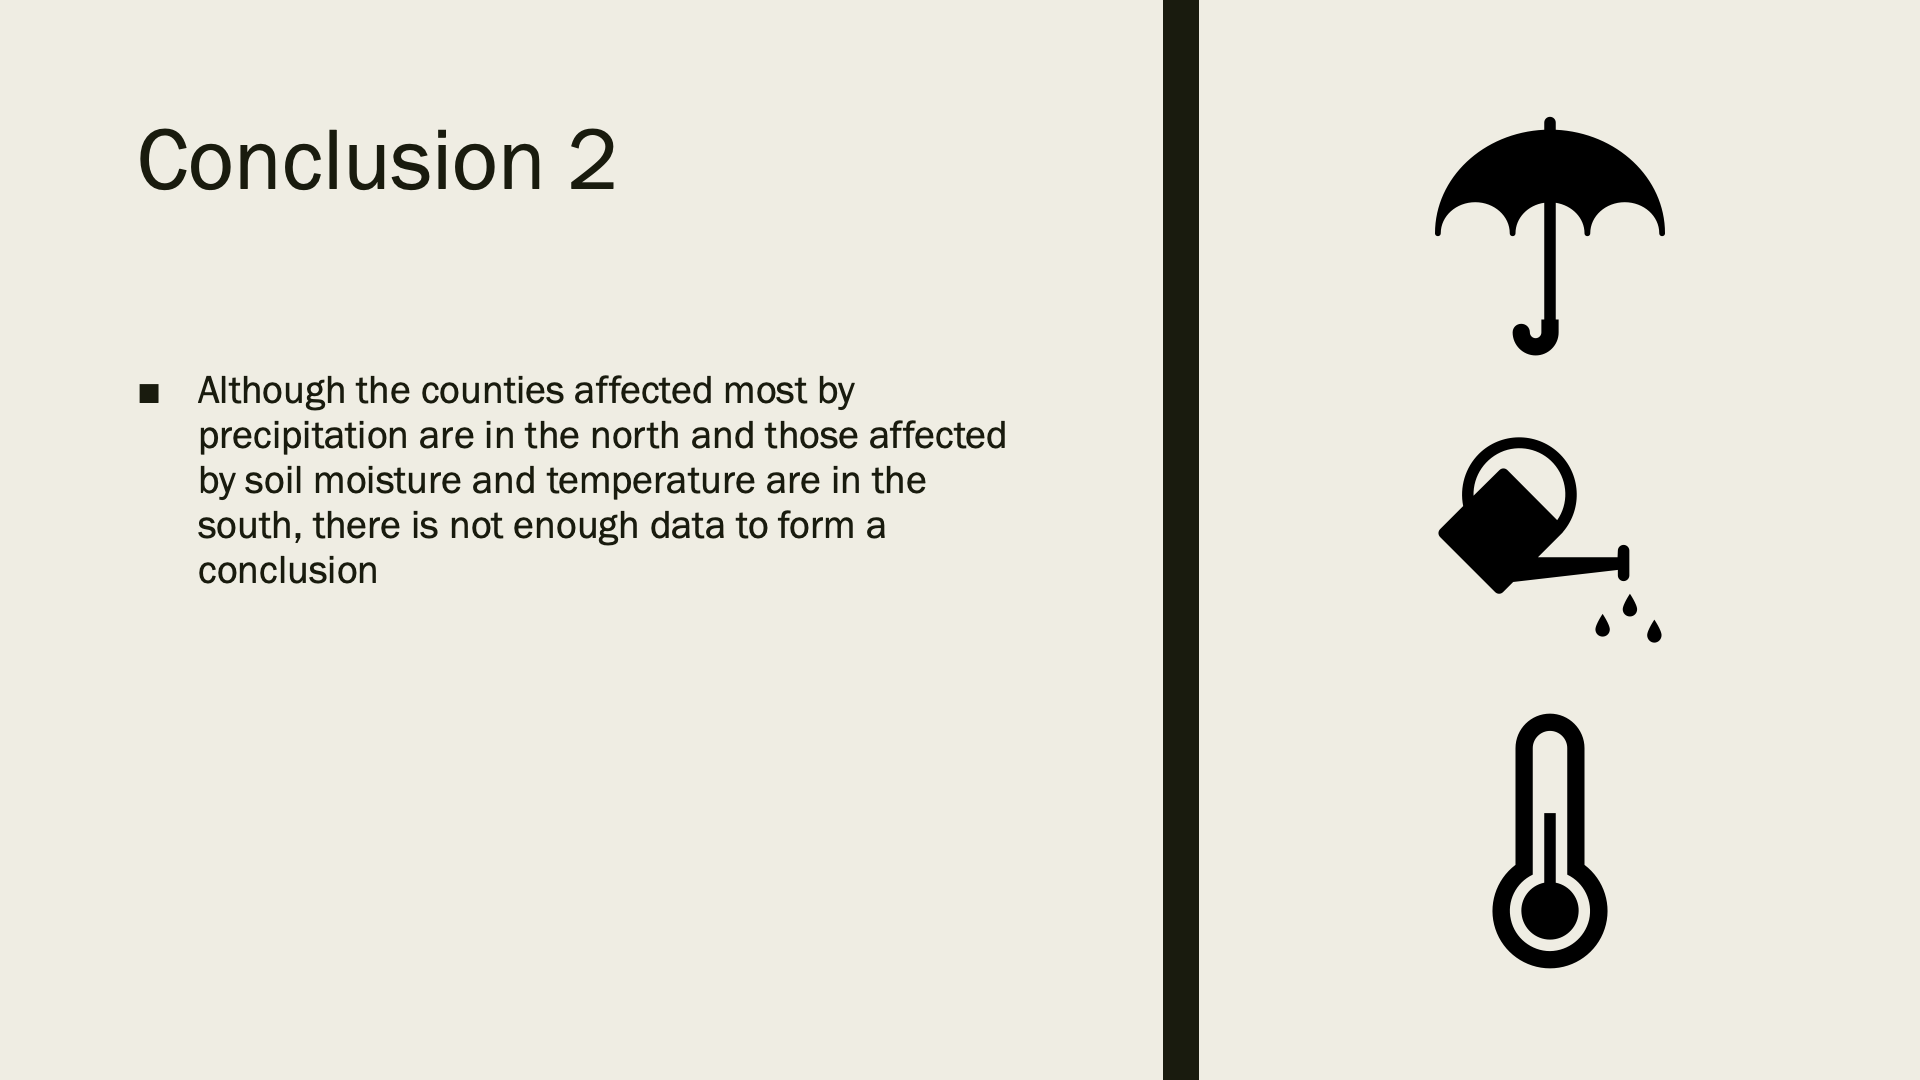 Conclusion 2
■ Although the counties affected most by
precipitation are in the north and those affected
by soil moisture and temperature are in the
south, there is not enough data to form a
conclusion